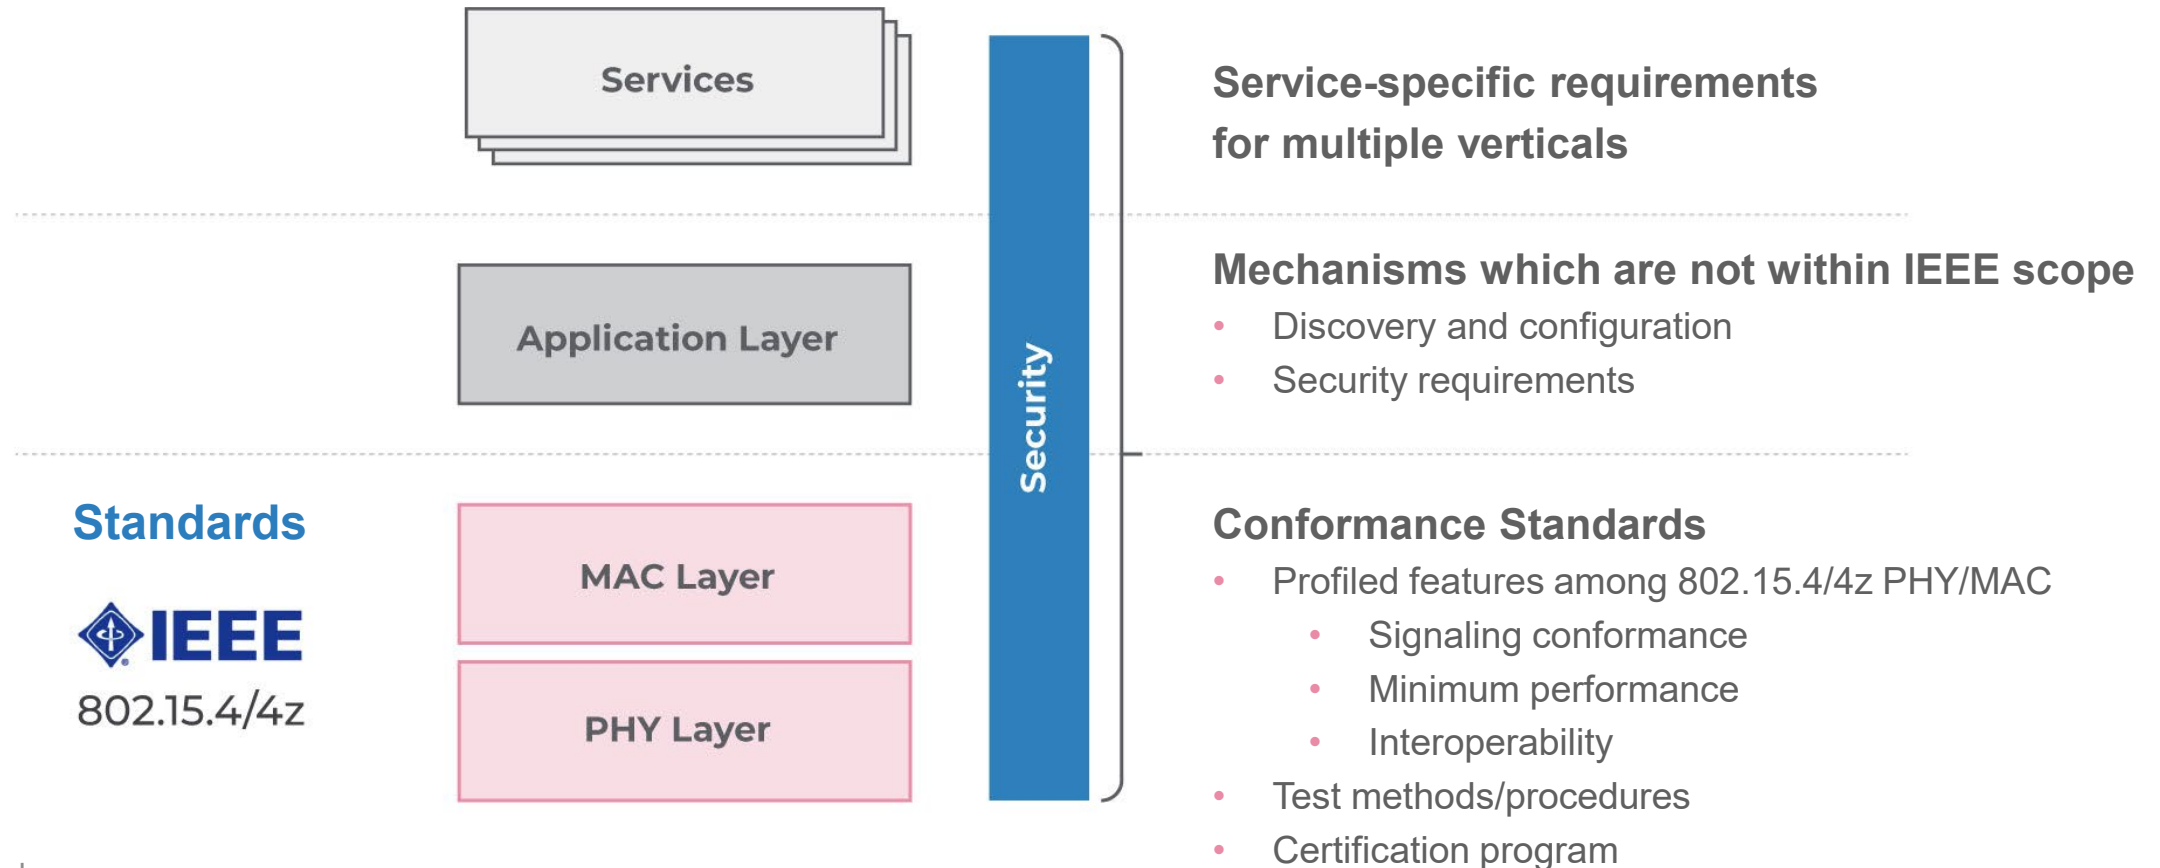 Services
Service-specific requirements
for multiple verticals
Application Layer
Mechanisms which are not within IEEE scope
• Discovery and configuration
• Security requirements
Security
Standards
IEEE
802.15.4/4z
MAC Layer
PHY Layer
Conformance Standards
• Profiled features among 802.15.4/4z PHY/MAC
• Signaling conformance
• Minimum performance
• Interoperability
• Test methods/procedures
• Certification program